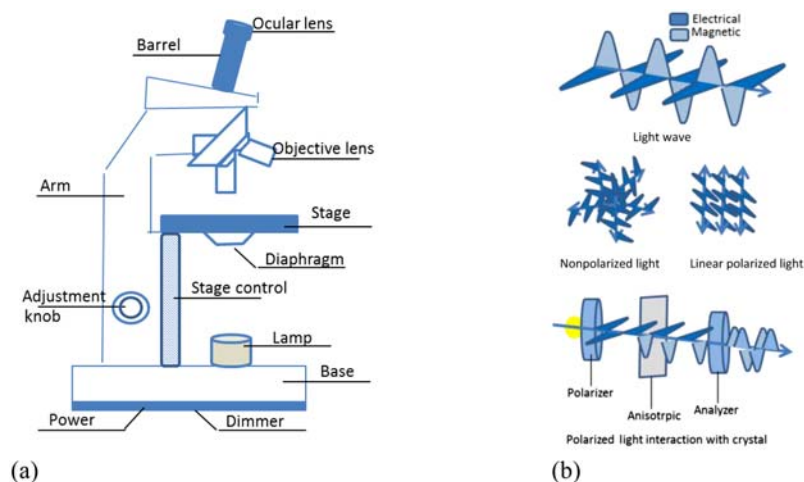 Ocular lens
Barrel
Objective lens
Arm
Stage
Diaphragm
Stage control
Adjustment
knob
Lamp
Base
Power
Dimmer
(a)
Electrical
Magnetic
Light wave
Nonpolarized light
Linear polarized light
Polarizer
Anisotrpic
Analyzer
Polarized light interaction with crystal
(b)